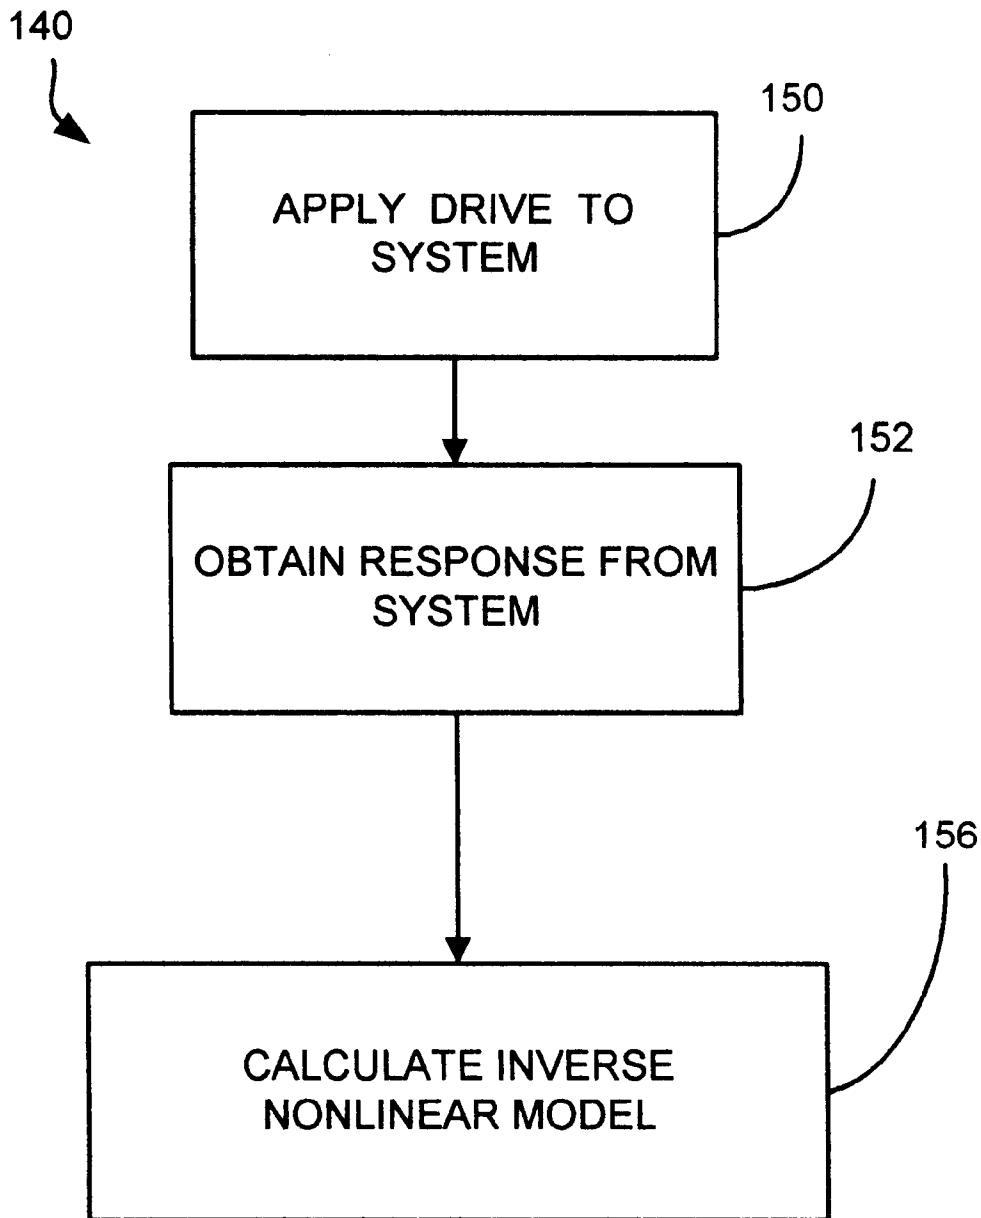 140
150
APPLY DRIVE TO
SYSTEM
152
OBTAIN RESPONSE FROM
SYSTEM
156
CALCULATE INVERSE
NONLINEAR MODEL